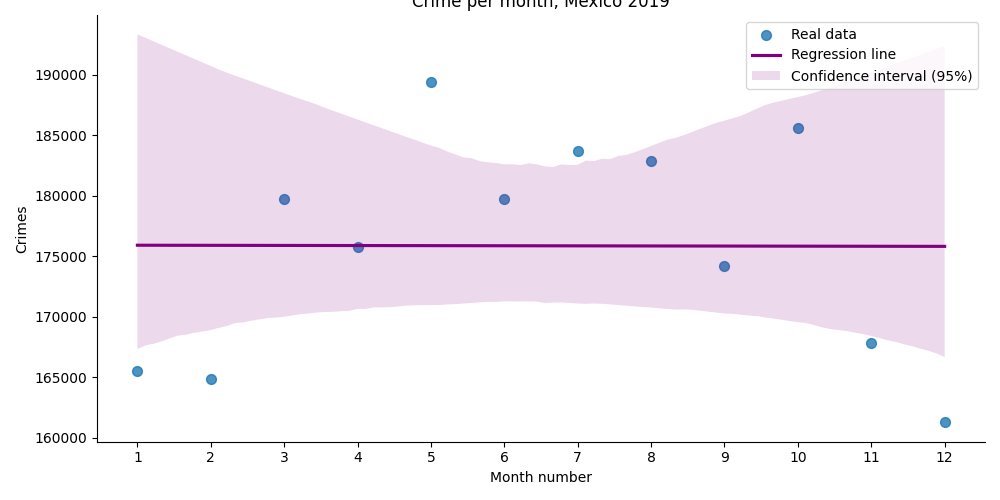 Crime per month, Mexico 2019
Real data
Regression line
Confidence interval (95%)
Crimes
190000
185000
180000
175000
170000
165000
160000
1 2 3 4 5 6 7 8 9 10 11 12
Month number